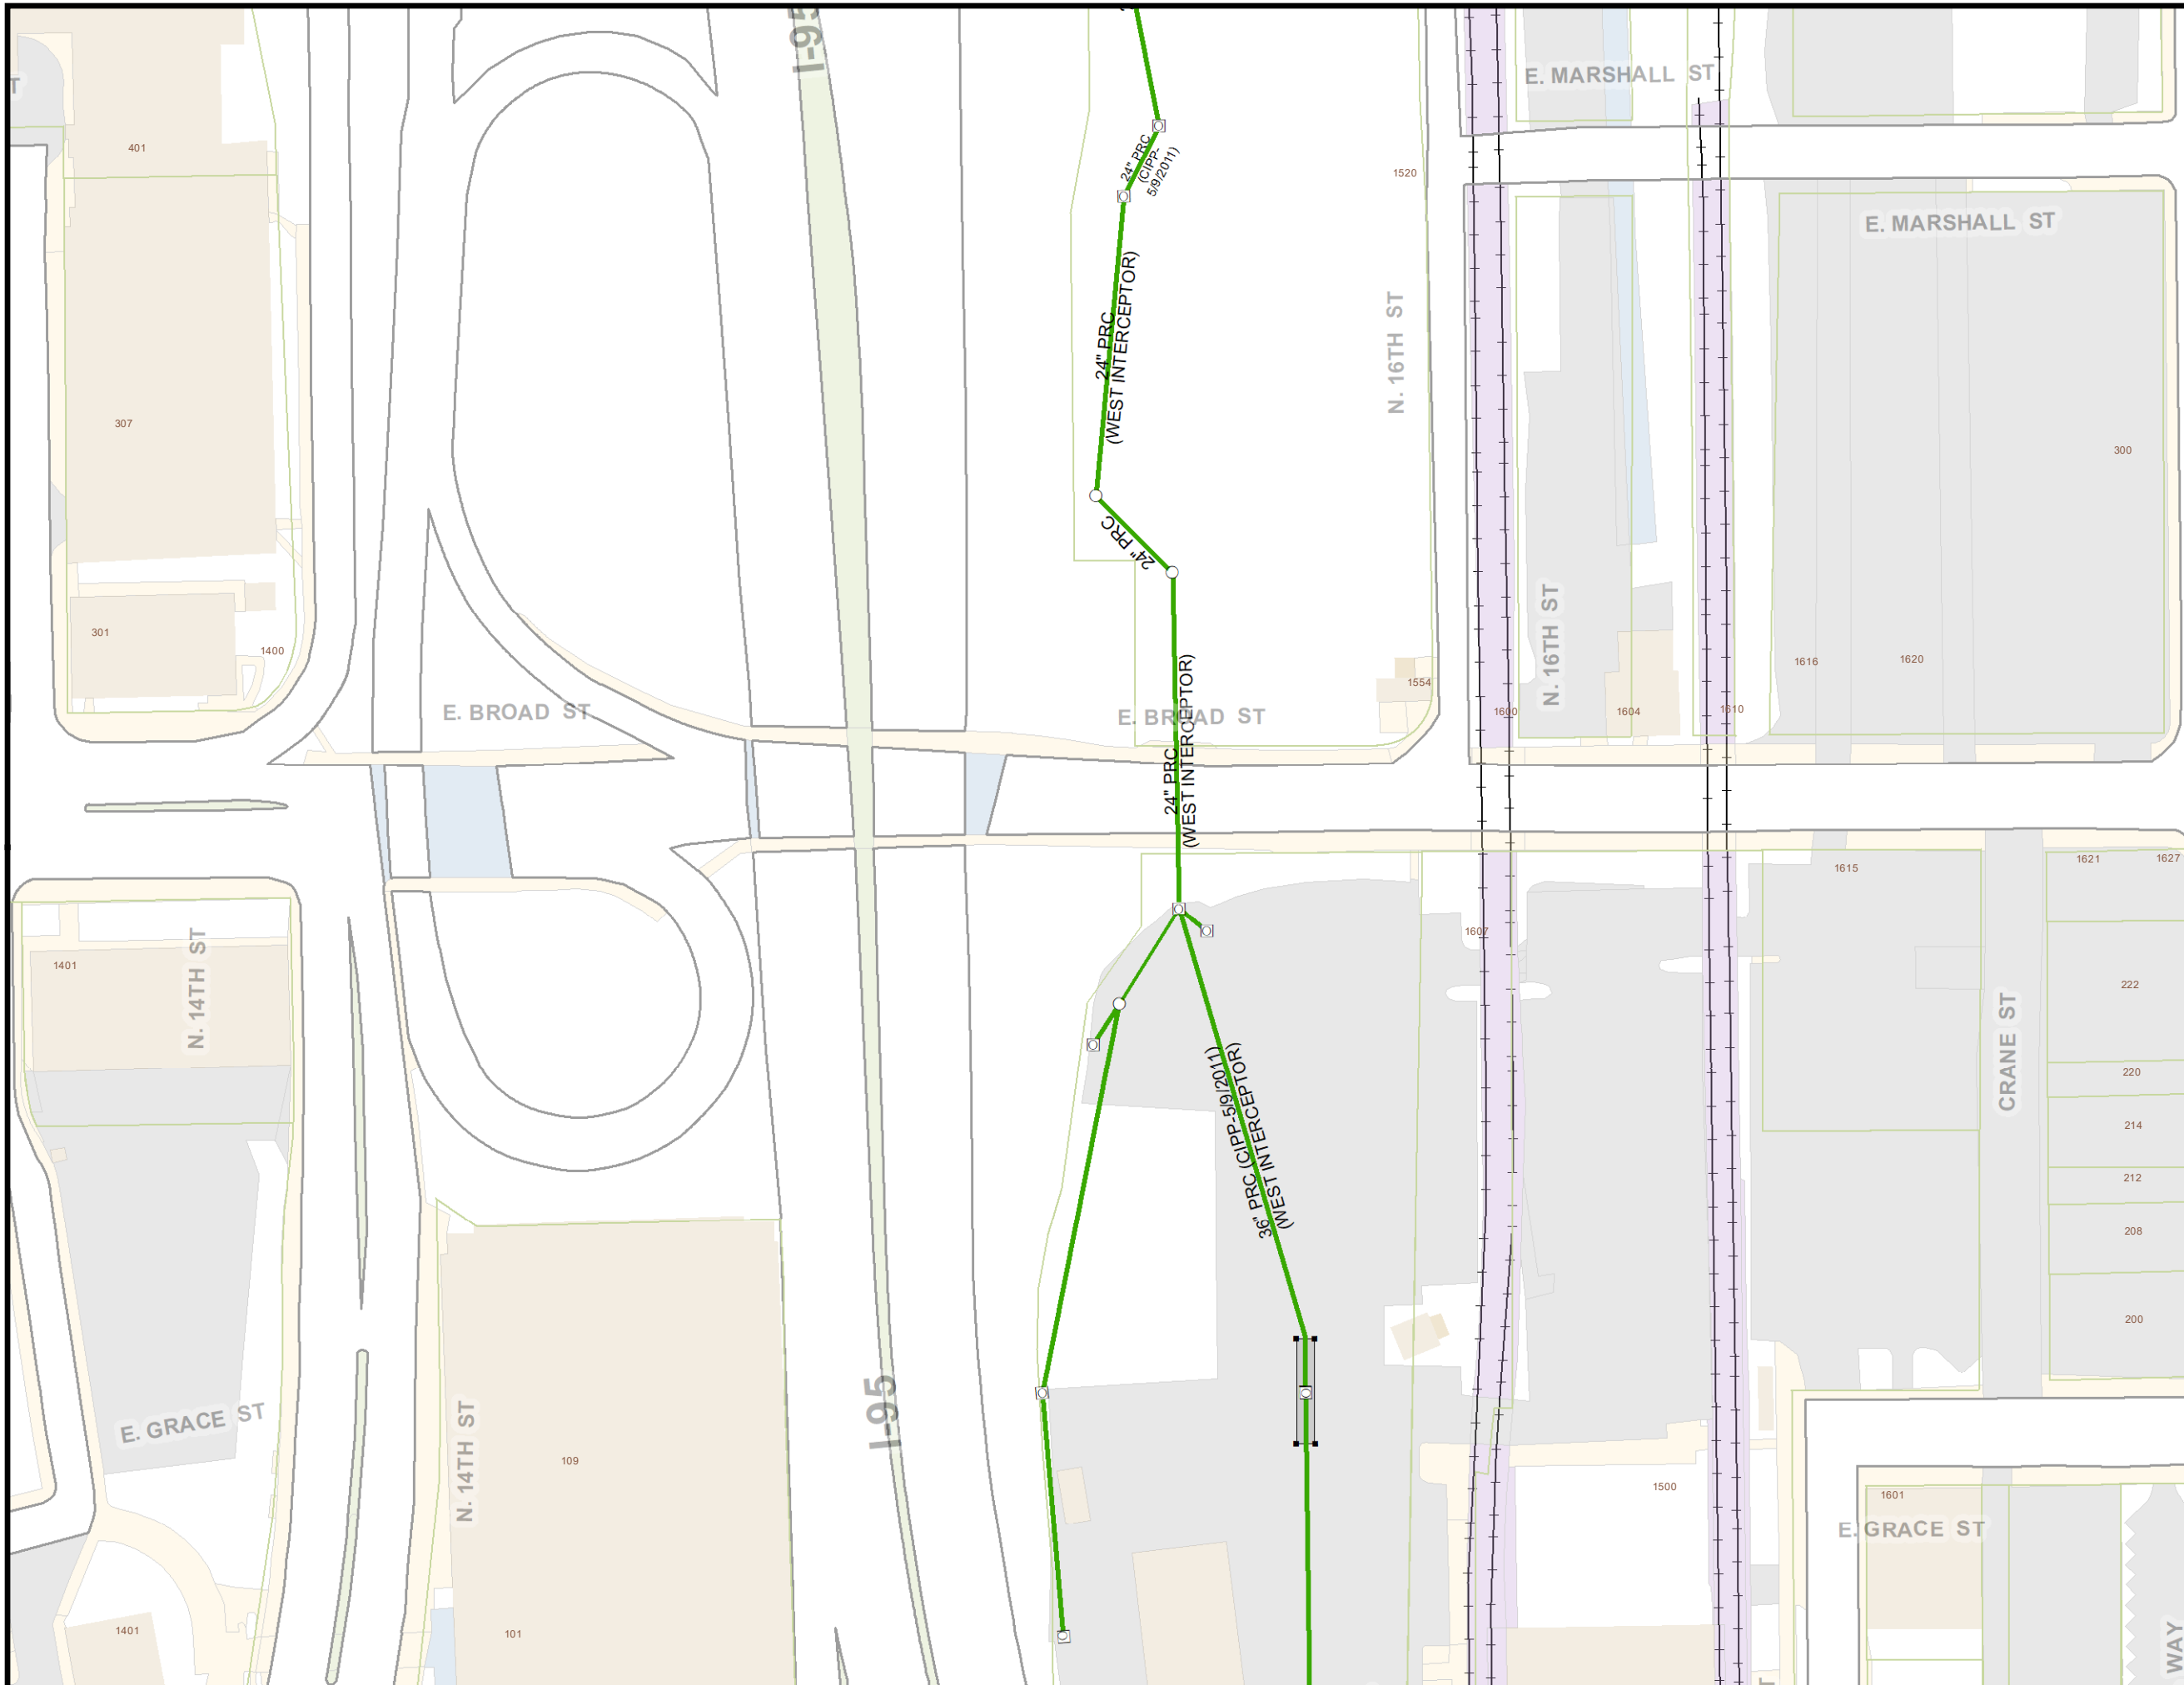 I-95
E. MARSHALL ST
T
401
24" PRC
(CIPP-
5/9/2011)
1520
E. MARSHALL ST
24" PRC
(WEST INTERCEPTOR)
N. 16TH ST
307
300
24" PRC
301
1400
N. 16TH ST
1616
1620
1554
E. BROAD ST
E. BROAD ST
1600
1604
1610
24" PRC
(WEST INTERCEPTOR)
1615
1621
1627
1607
1401
N. 14TH ST
222
CRANE ST
220
214
212
208
200
36" PRC (CIPP-5/9/2011)
(WEST INTERCEPTOR)
I-95
E. GRACE ST
N. 14TH ST
109
1500
1601
E. GRACE ST
1401
101
WAY
T